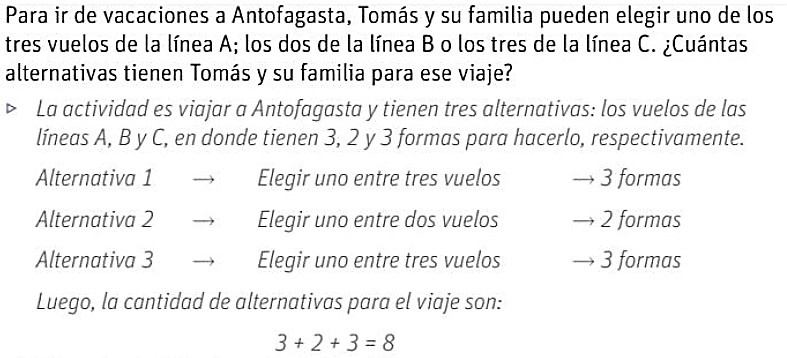 Para ir de vacaciones a Antofagasta, Tomás y su familia pueden elegir uno de los
tres vuelos de la línea A; los dos de la línea B o los tres de la línea C. ¿Cuántas
alternativas tienen Tomás y su familia para ese viaje?
▹ La actividad es viajar a Antofagasta y tienen tres alternativas: los vuelos de las
líneas A, B y C, en donde tienen 3, 2 y 3 formas para hacerlo, respectivamente.
Alternativa 1 → Elegir uno entre tres vuelos → 3 formas
Alternativa 2 → Elegir uno entre dos vuelos → 2 formas
Alternativa 3 → Elegir uno entre tres vuelos → 3 formas
Luego, la cantidad de alternativas para el viaje son:
3 + 2 + 3 = 8